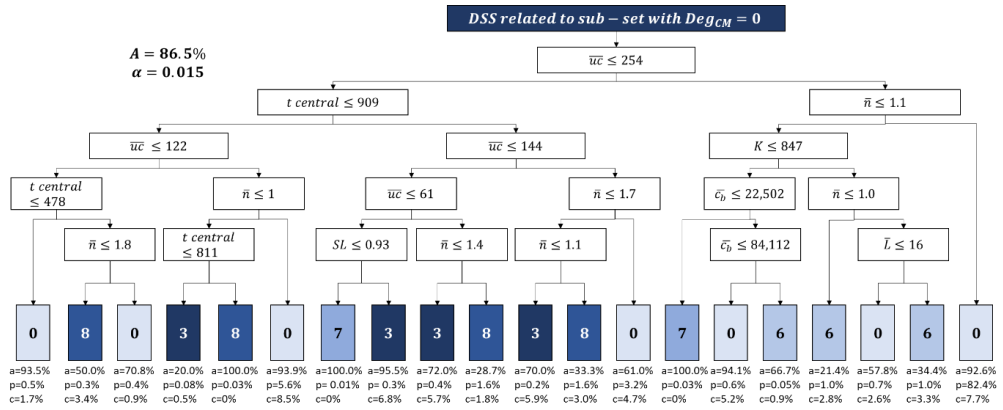 DSS related to sub − set with Deg_CM = 0
A = 86.5%
α = 0.015
u̅c̅ ≤ 254
t central ≤ 909
n̅ ≤ 1.1
u̅c̅ ≤ 122
u̅c̅ ≤ 144
K ≤ 847
t central
≤ 478
n̅ ≤ 1
u̅c̅ ≤ 61
n̅ ≤ 1.7
c̅_b ≤ 22,502
n̅ ≤ 1.0
n̅ ≤ 1.8
t central
≤ 811
SL ≤ 0.93
n̅ ≤ 1.4
n̅ ≤ 1.1
c̅_b ≤ 84,112
L̅ ≤ 16
0 8 0 3 8 0 7 3 3 8 3 8 0 7 0 6 6 0 6 0
a=93.5% a=50.0% a=70.8% a=20.0% a=100.0% a=93.9% a=100.0% a=95.5% a=72.0% a=28.7% a=70.0% a=33.3% a=61.0% a=100.0% a=94.1% a=66.7% a=21.4% a=57.8% a=34.4% a=92.6%
p=0.5% p=0.3% p=0.4% p=0.08% p=0.03% p=5.6% p= 0.01% p= 0.3% p=0.4% p=1.6% p=0.2% p=1.6% p=3.2% p=0.03% p=0.6% p=0.05% p=1.0% p=0.7% p=1.0% p=82.4%
c=1.7% c=3.4% c=0.9% c=0.5% c=0% c=8.5% c=0% c=6.8% c=5.7% c=1.8% c=5.9% c=3.0% c=4.7% c=0% c=5.2% c=0.9% c=2.8% c=2.6% c=3.3% c=7.7%